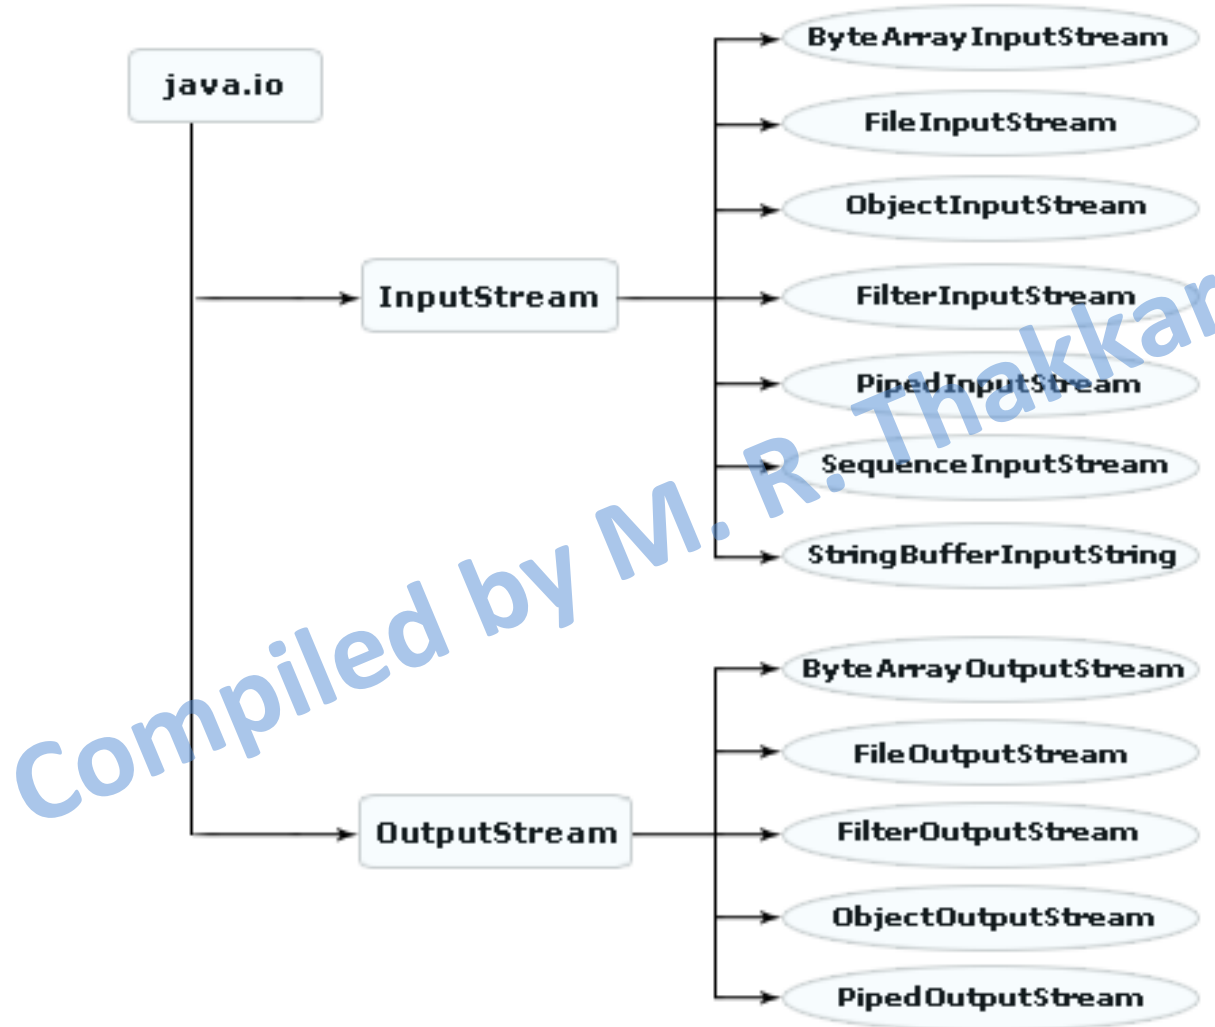 java.io
InputStream
ByteArrayInputStream
FileInputStream
ObjectInputStream
FilterInputStream
PipedInputStream
SequenceInputStream
StringBufferInputString
OutputStream
ByteArrayOutputStream
FileOutputStream
FilterOutputStream
ObjectOutputStream
PipedOutputStream
Compiled by M. R. Thakkar